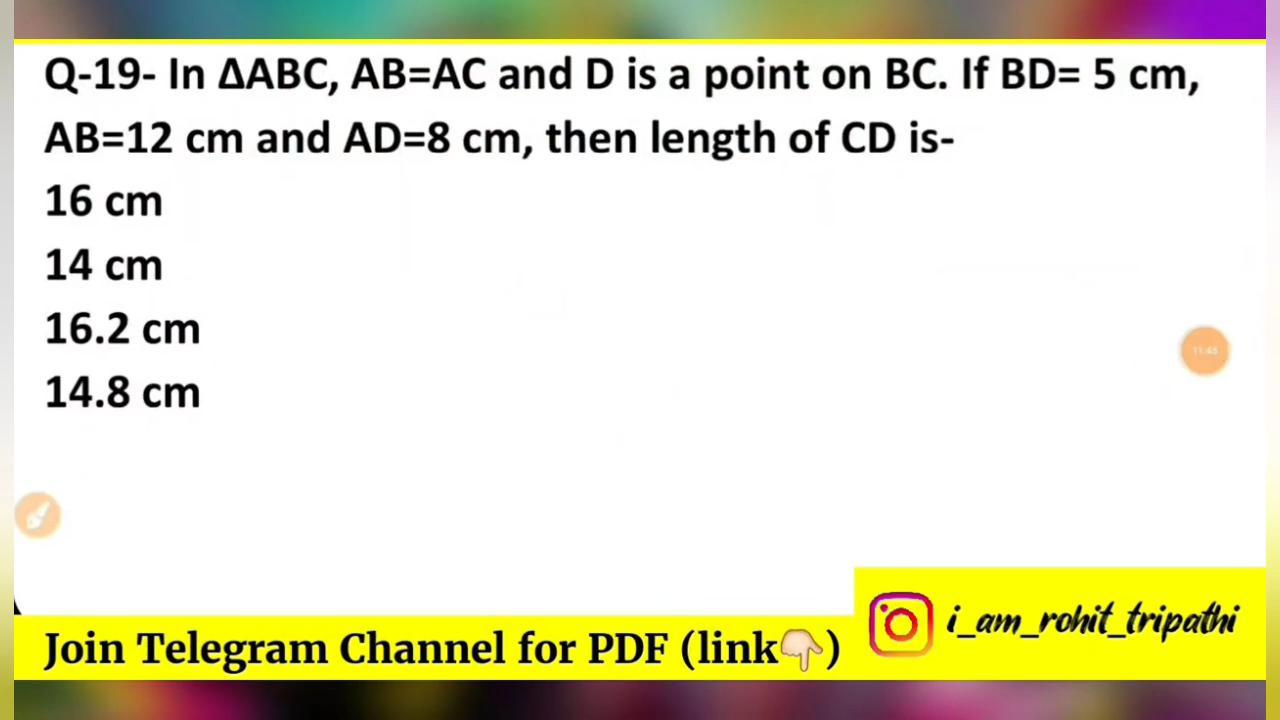 Q-19- In ΔABC, AB=AC and D is a point on BC. If BD= 5 cm,
AB=12 cm and AD=8 cm, then length of CD is-
16 cm
14 cm
16.2 cm
14.8 cm
11:45
i_am_rohit_tripathi
Join Telegram Channel for PDF (link👇🏻)